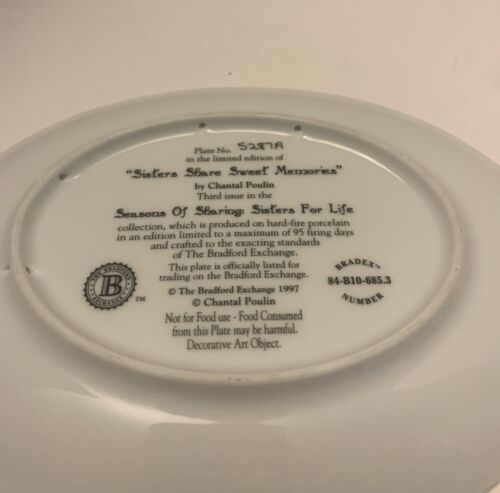 Plate No. 5287A
in the limited edition of
"Sisters Share Sweet Memories"
by Chantal Poulin
Third issue in the
Seasons Of Sharing: Sisters For Life
collection, which is produced on hard-fire porcelain
in an edition limited to a maximum of 95 firing days
and crafted to the exacting standards
of The Bradford Exchange.
This plate is officially listed for
trading on the Bradford Exchange.
© The Bradford Exchange 1997
© Chantal Poulin
Not for Food use - Food Consumed
from this Plate may be harmful.
Decorative Art Object.
THE BRADFORD
B
EXCHANGE
TM
BRADEX
84-B10-685.3
NUMBER